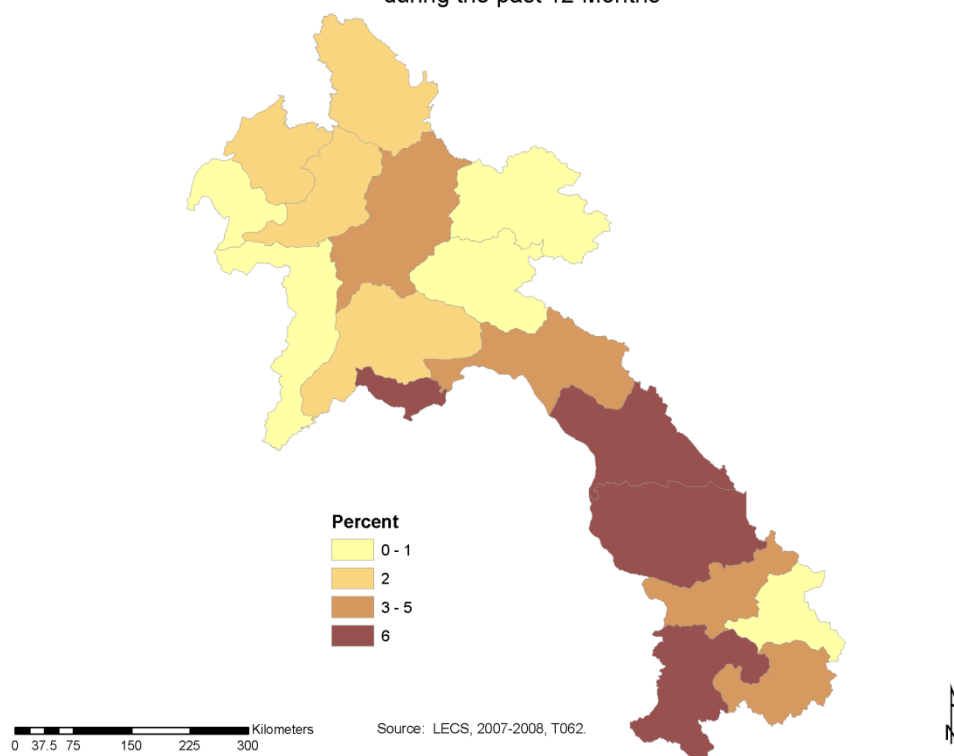 during the past 12 Months
Percent
0 - 1
2
3 - 5
6
Kilometers
0 37.5 75 150 225 300
Source: LECS, 2007-2008, T062.